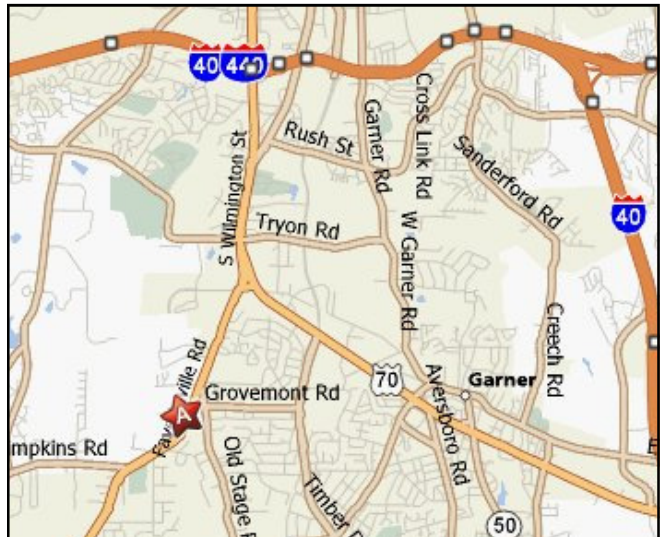 40
440
Rush St
Garner Rd
Cross Link Rd
Sanderford Rd
S Wilmington St
Tryon Rd
W Garner Rd
40
Creech Rd
70
Garner
Grovemont Rd
Aversboro Rd
A
mpkins Rd
Old Stage
Timber
50